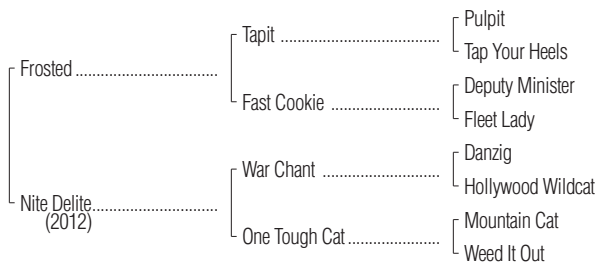 Pulpit
Tapit ........................................
Tap Your Heels
Frosted ....................................
Deputy Minister
Fast Cookie ...........................
Fleet Lady
Danzig
War Chant .............................
Hollywood Wildcat
Nite Delite................................
(2012)
Mountain Cat
One Tough Cat.......................
Weed It Out